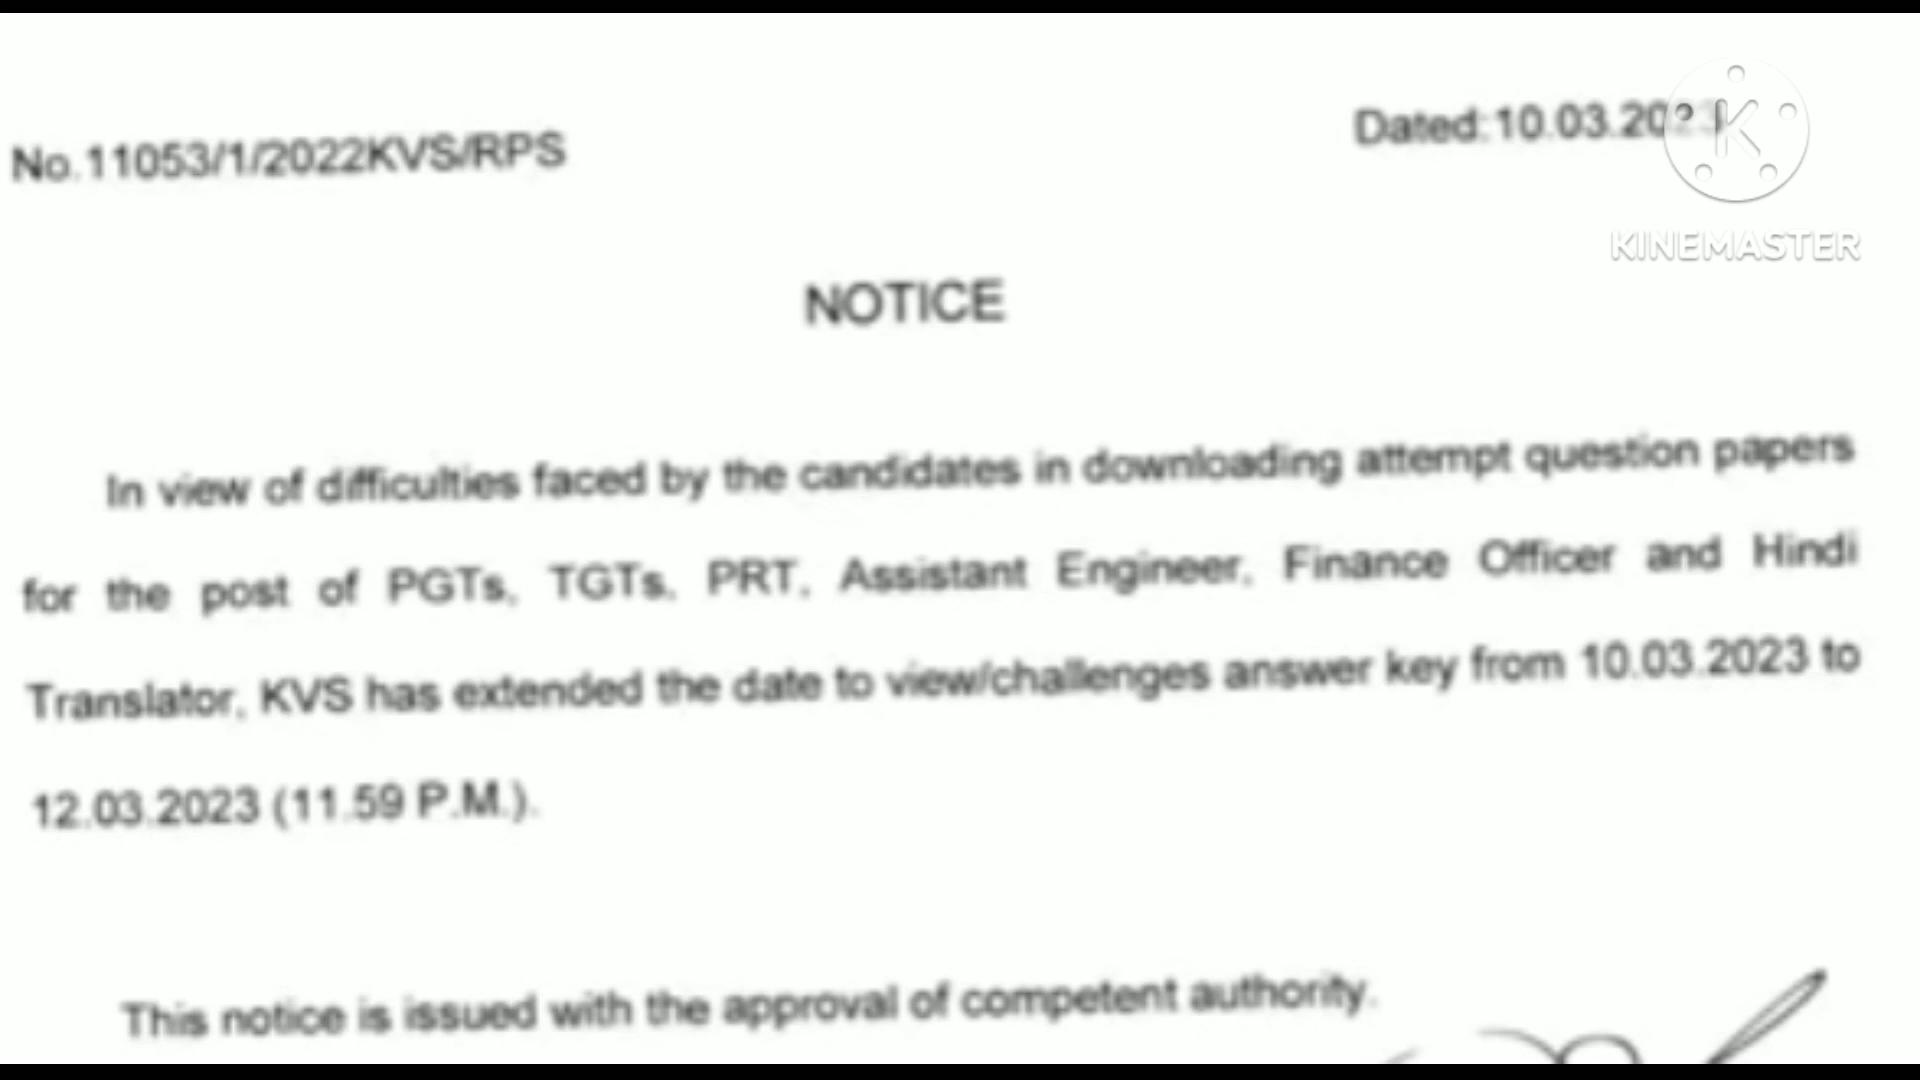 No.11053/1/2022KVS/RPS
Dated:10.03.2023
KINEMASTER
NOTICE
In view of difficulties faced by the candidates in downloading attempt question papers
for the post of PGTs, TGTs, PRT, Assistant Engineer, Finance Officer and Hindi
Translator, KVS has extended the date to view/challenges answer key from 10.03.2023 to
12.03.2023 (11.59 P.M.).
This notice is issued with the approval of competent authority.